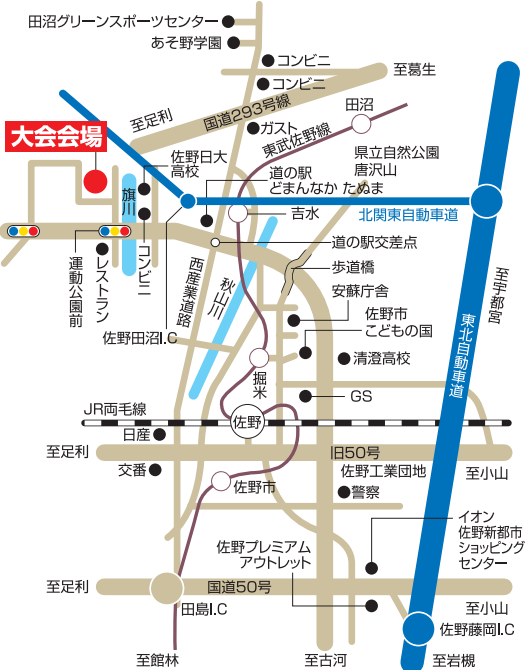 田沼グリーンスポーツセンター
あそ野学園
コンビニ
コンビニ
至葛生
至足利
国道293号線
田沼
ガスト
東武佐野線
大会会場
佐野日大
高校
県立自然公園
唐沢山
道の駅
どまんなか たぬま
旗川
吉水
北関東自動車道
道の駅交差点
運動公園前
レストラン
コンビニ
西産業道路
秋山川
歩道橋
至宇都宮
安蘇庁舎
佐野市
こどもの国
佐野田沼I.C
東北自動車道
清澄高校
堀米
GS
JR両毛線
佐野
日産
至足利
旧50号
至小山
交番
佐野市
佐野工業団地
警察
イオン
佐野新都市
ショッピング
センター
佐野プレミアム
アウトレット
至足利
国道50号
至小山
田島I.C
佐野藤岡I.C
至館林
至古河
至岩槻